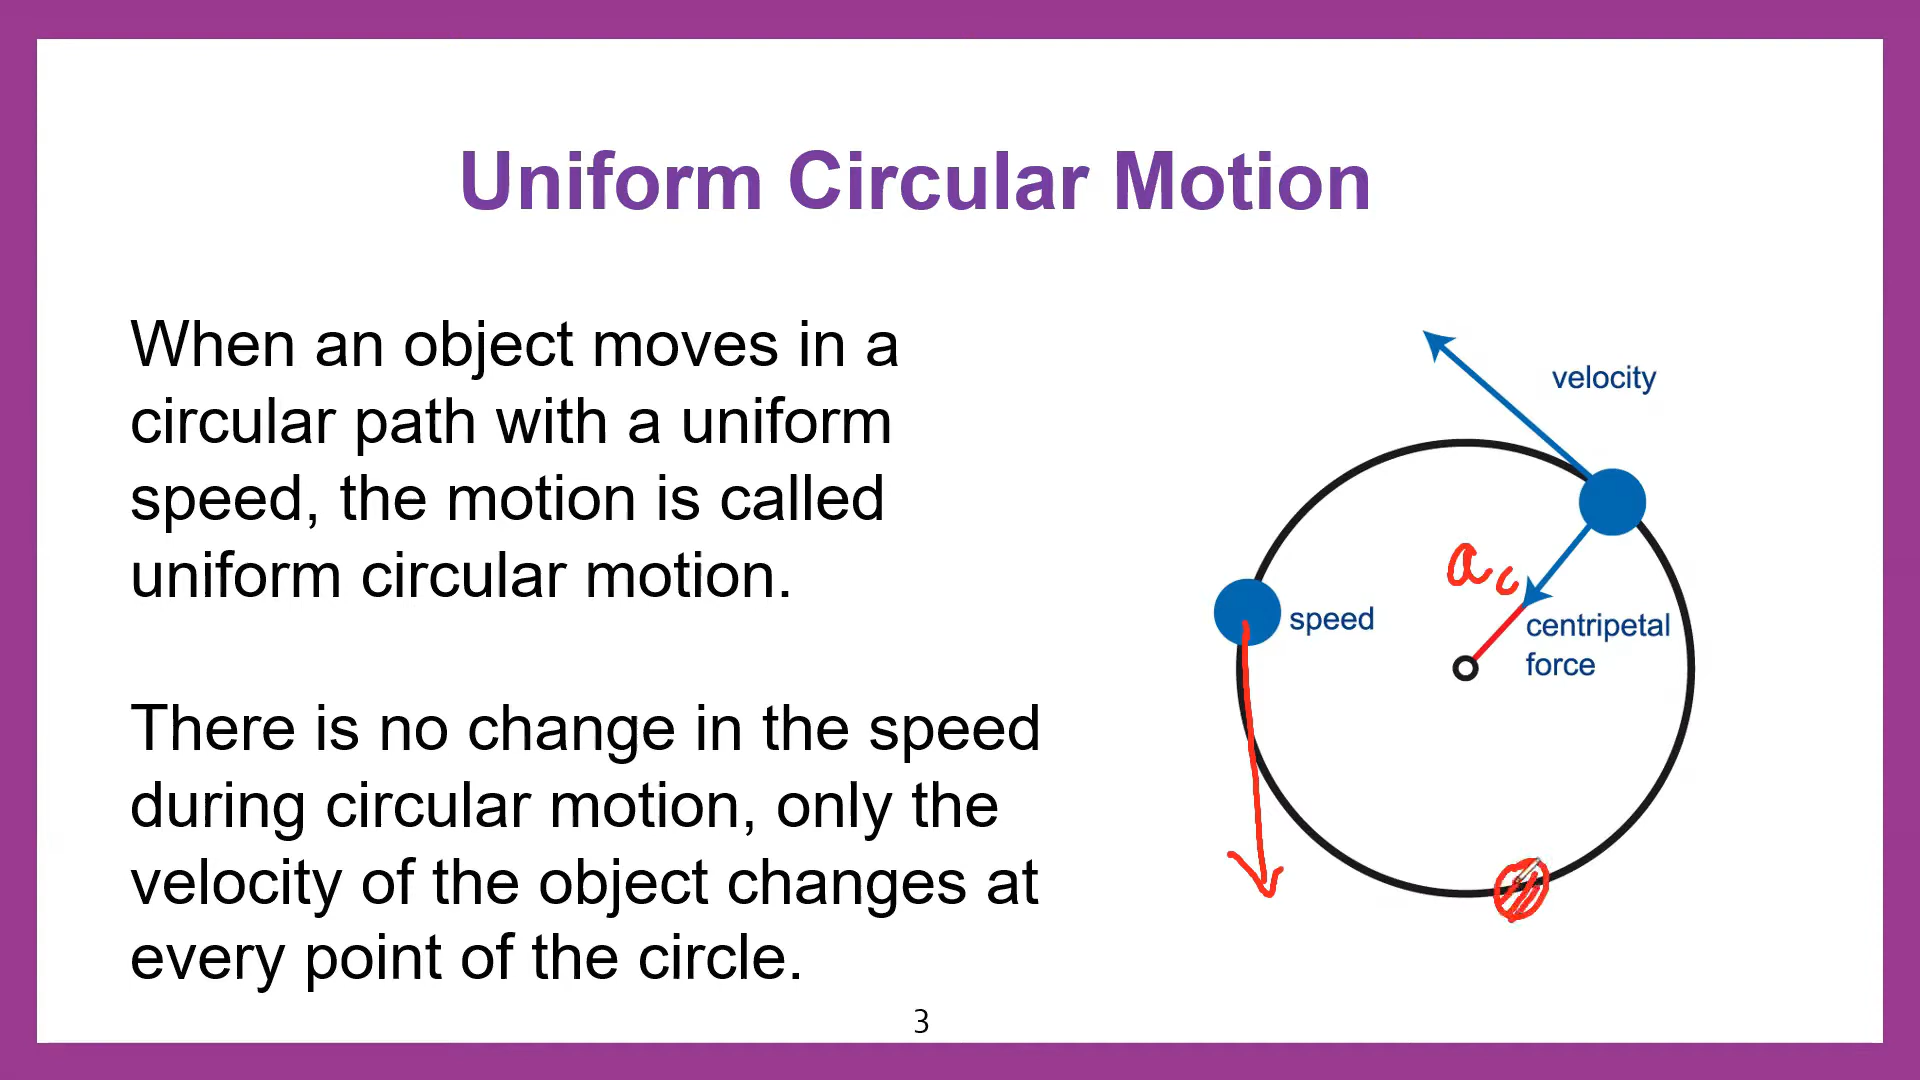 Uniform Circular Motion
When an object moves in a
circular path with a uniform
speed, the motion is called
uniform circular motion.
There is no change in the speed
during circular motion, only the
velocity of the object changes at
every point of the circle.
velocity
a c
speed
centripetal
force
3